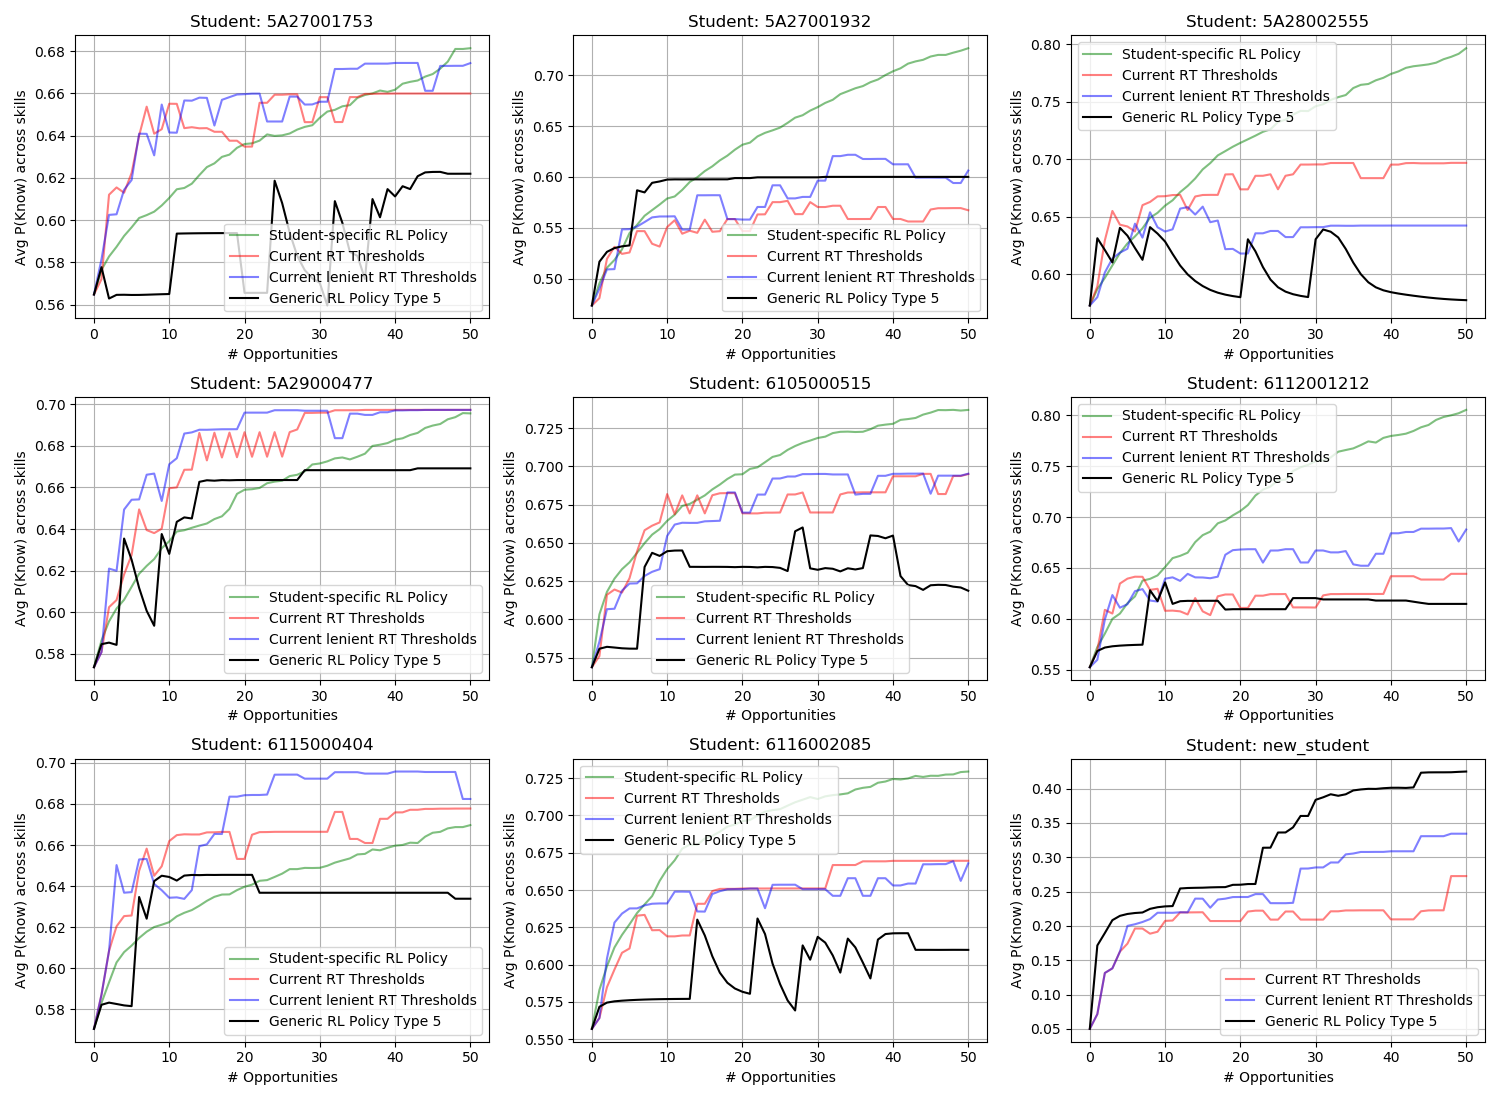 Student: 5A27001753
Avg P(Know) across skills
0.68
0.66
0.64
0.62
0.60
0.58
0.56
Student-specific RL Policy
Current RT Thresholds
Current lenient RT Thresholds
Generic RL Policy Type 5
0 10 20 30 40 50
# Opportunities
Student: 5A27001932
Avg P(Know) across skills
0.70
0.65
0.60
0.55
0.50
Student-specific RL Policy
Current RT Thresholds
Current lenient RT Thresholds
Generic RL Policy Type 5
0 10 20 30 40 50
# Opportunities
Student: 5A28002555
Avg P(Know) across skills
0.80
0.75
0.70
0.65
0.60
Student-specific RL Policy
Current RT Thresholds
Current lenient RT Thresholds
Generic RL Policy Type 5
0 10 20 30 40 50
# Opportunities
Student: 5A29000477
Avg P(Know) across skills
0.70
0.68
0.66
0.64
0.62
0.60
0.58
Student-specific RL Policy
Current RT Thresholds
Current lenient RT Thresholds
Generic RL Policy Type 5
0 10 20 30 40 50
# Opportunities
Student: 6105000515
Avg P(Know) across skills
0.725
0.700
0.675
0.650
0.625
0.600
0.575
Student-specific RL Policy
Current RT Thresholds
Current lenient RT Thresholds
Generic RL Policy Type 5
0 10 20 30 40 50
# Opportunities
Student: 6112001212
Avg P(Know) across skills
0.80
0.75
0.70
0.65
0.60
0.55
Student-specific RL Policy
Current RT Thresholds
Current lenient RT Thresholds
Generic RL Policy Type 5
0 10 20 30 40 50
# Opportunities
Student: 6115000404
Avg P(Know) across skills
0.70
0.68
0.66
0.64
0.62
0.60
0.58
Student-specific RL Policy
Current RT Thresholds
Current lenient RT Thresholds
Generic RL Policy Type 5
0 10 20 30 40 50
# Opportunities
Student: 6116002085
Avg P(Know) across skills
0.725
0.700
0.675
0.650
0.625
0.600
0.575
0.550
Student-specific RL Policy
Current RT Thresholds
Current lenient RT Thresholds
Generic RL Policy Type 5
0 10 20 30 40 50
# Opportunities
Student: new_student
Avg P(Know) across skills
0.40
0.35
0.30
0.25
0.20
0.15
0.10
0.05
Current RT Thresholds
Current lenient RT Thresholds
Generic RL Policy Type 5
0 10 20 30 40 50
# Opportunities